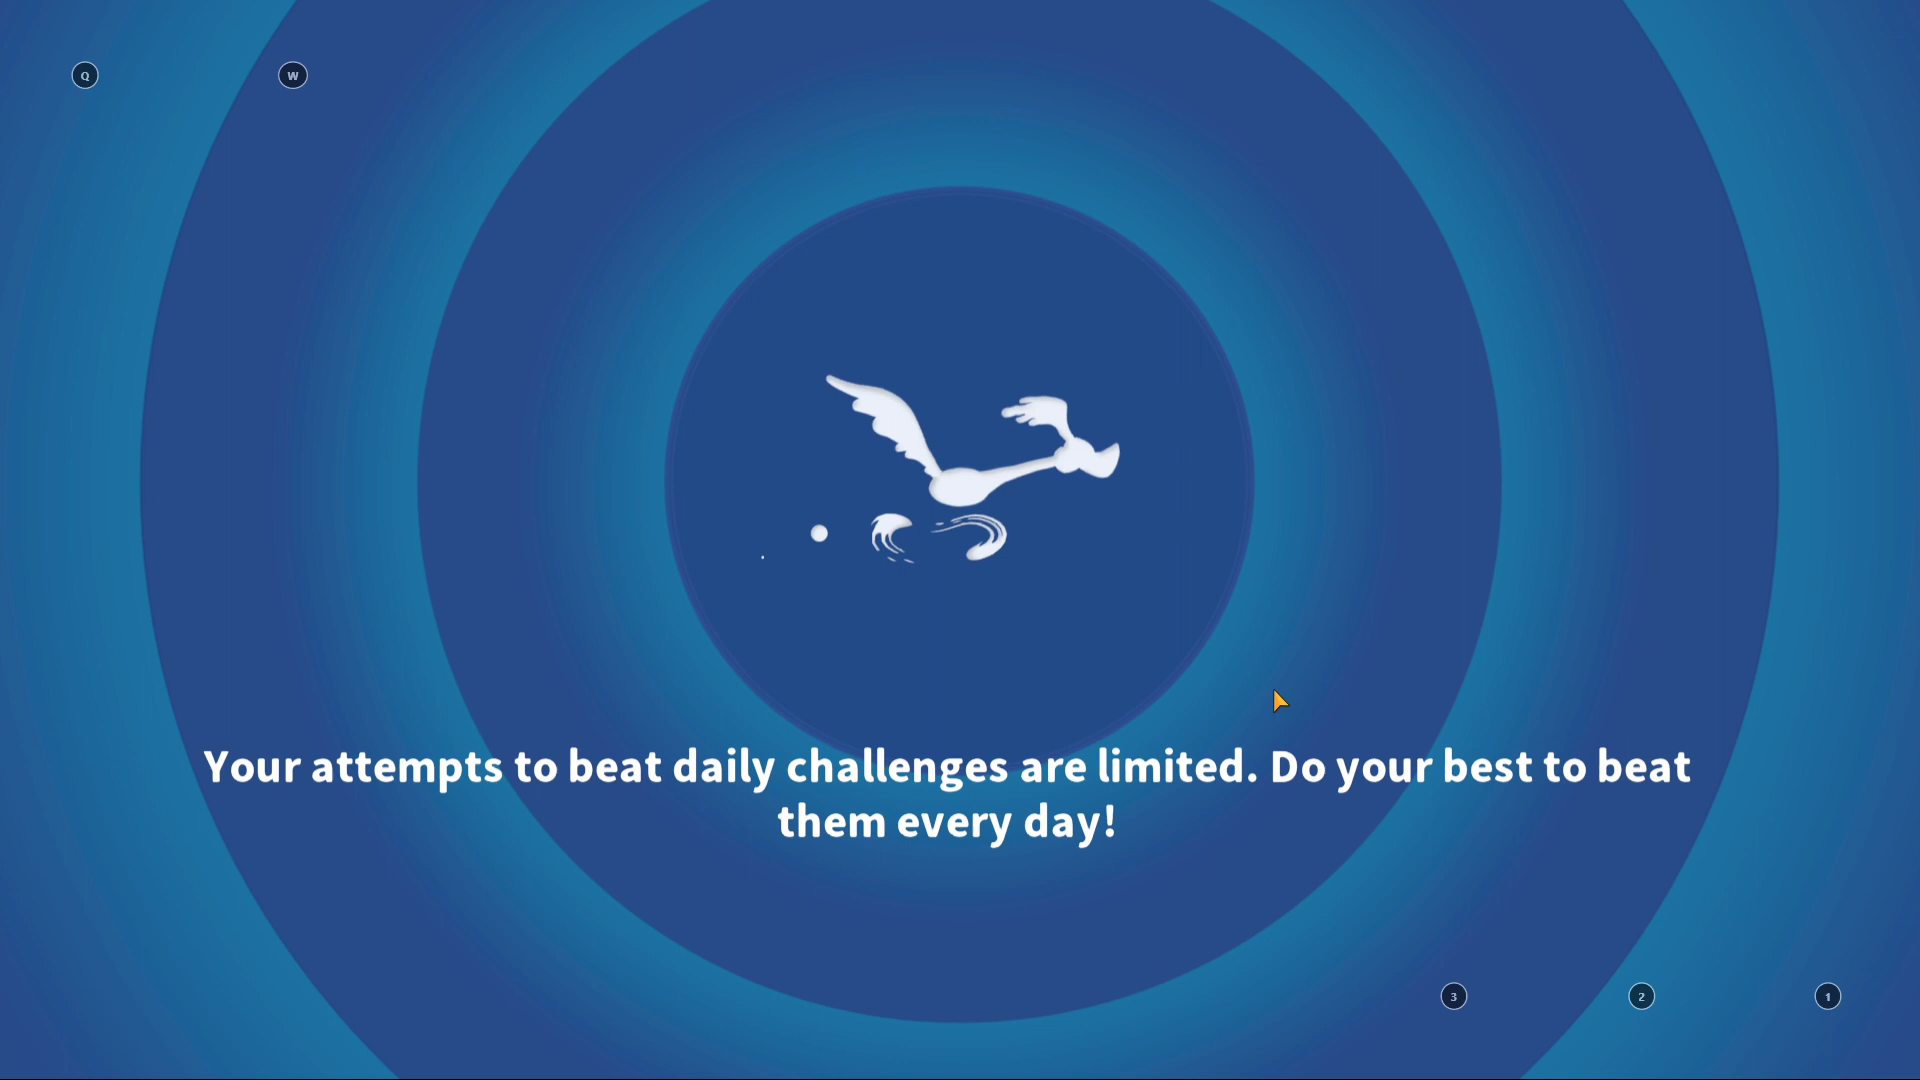 Q W
Your attempts to beat daily challenges are limited. Do your best to beat
them every day!
3 2 1